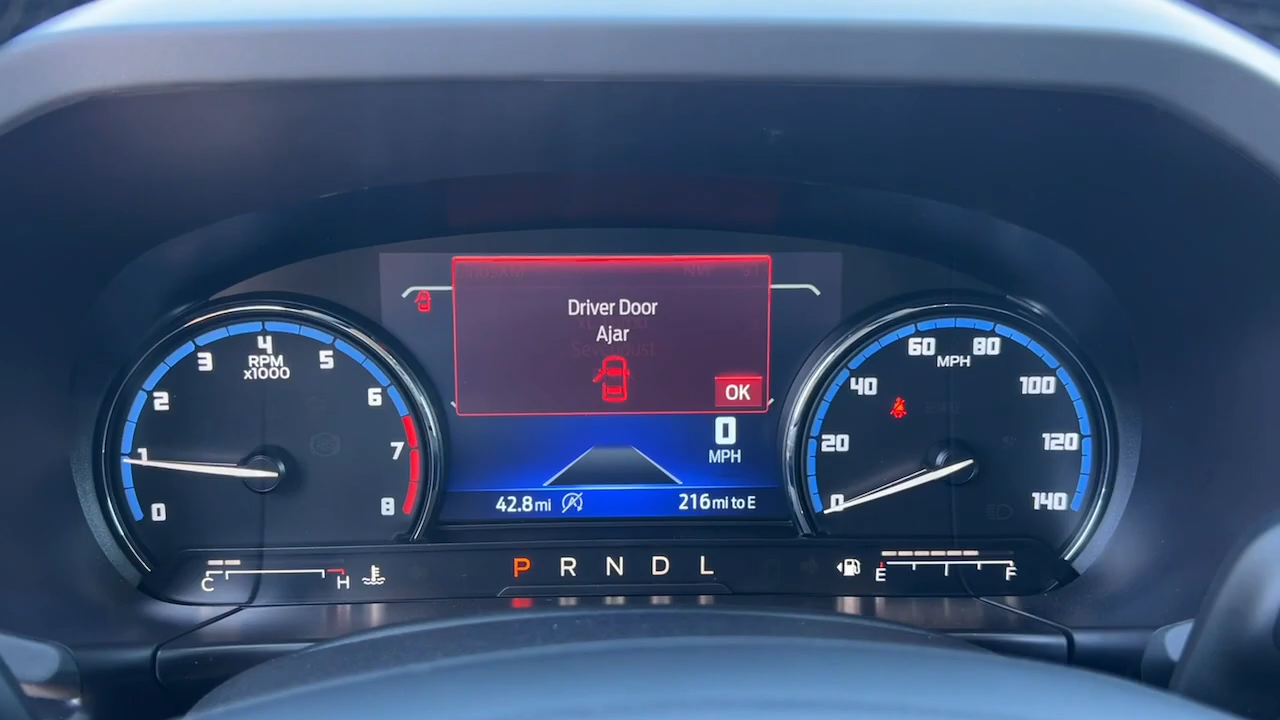 Driver Door
Ajar
OK
0
MPH
42.8mi
216mi to E
4
3
5
RPM
x1000
2
6
1
7
0
8
60
80
MPH
40
100
20
120
0
140
C
H
P R N D L
E
F